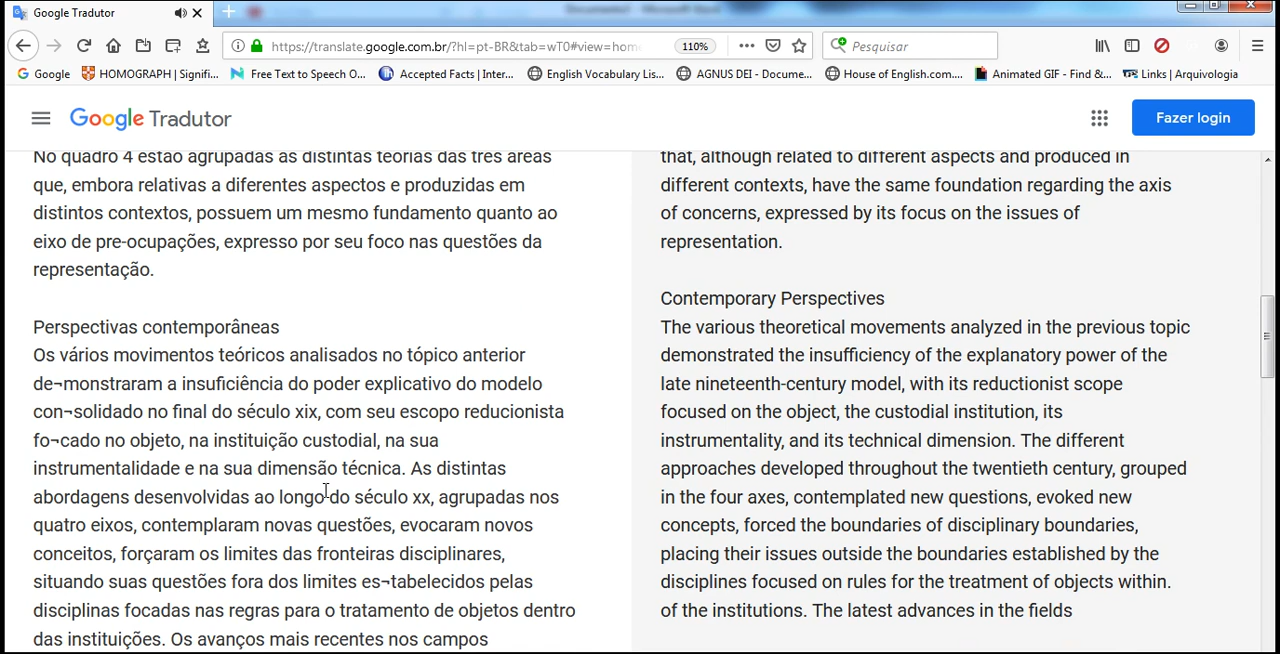 Google Tradutor
https://translate.google.com.br/?hl=pt-BR&tab=wT0#view=hom
110%
Pesquisar
Google
HOMOGRAPH | Signifi...
Free Text to Speech O...
Accepted Facts | Inter...
English Vocabulary Lis...
AGNUS DEI - Docume...
House of English.com....
Animated GIF - Find &...
Links | Arquivologia
Google Tradutor
Fazer login
No quadro 4 estão agrupadas as distintas teorias das três áreas
que, embora relativas a diferentes aspectos e produzidas em
distintos contextos, possuem um mesmo fundamento quanto ao
eixo de pre-ocupações, expresso por seu foco nas questões da
representação.
Perspectivas contemporâneas
Os vários movimentos teóricos analisados no tópico anterior
de¬monstraram a insuficiência do poder explicativo do modelo
con¬solidado no final do século xix, com seu escopo reducionista
fo¬cado no objeto, na instituição custodial, na sua
instrumentalidade e na sua dimensão técnica. As distintas
abordagens desenvolvidas ao longo do século xx, agrupadas nos
quatro eixos, contemplaram novas questões, evocaram novos
conceitos, forçaram os limites das fronteiras disciplinares,
situando suas questões fora dos limites es¬tabelecidos pelas
disciplinas focadas nas regras para o tratamento de objetos dentro
das instituições. Os avanços mais recentes nos campos
that, although related to different aspects and produced in
different contexts, have the same foundation regarding the axis
of concerns, expressed by its focus on the issues of
representation.
Contemporary Perspectives
The various theoretical movements analyzed in the previous topic
demonstrated the insufficiency of the explanatory power of the
late nineteenth-century model, with its reductionist scope
focused on the object, the custodial institution, its
instrumentality, and its technical dimension. The different
approaches developed throughout the twentieth century, grouped
in the four axes, contemplated new questions, evoked new
concepts, forced the boundaries of disciplinary boundaries,
placing their issues outside the boundaries established by the
disciplines focused on rules for the treatment of objects within.
of the institutions. The latest advances in the fields